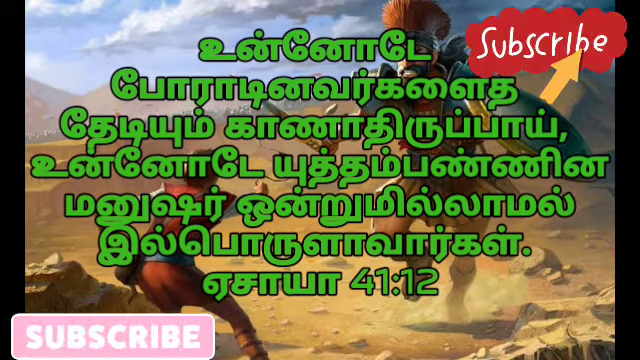 Subscribe
உன்னோடே
போராடினவர்களைத
தேடியும் காணாதிருப்பாய்,
உன்னோடே யுத்தம்பண்ணின
மனுஷர் ஒன்றுமில்லாமல்
இல்பொருளாவார்கள்.
ஏசாயா 41:12
SUBSCRIBE